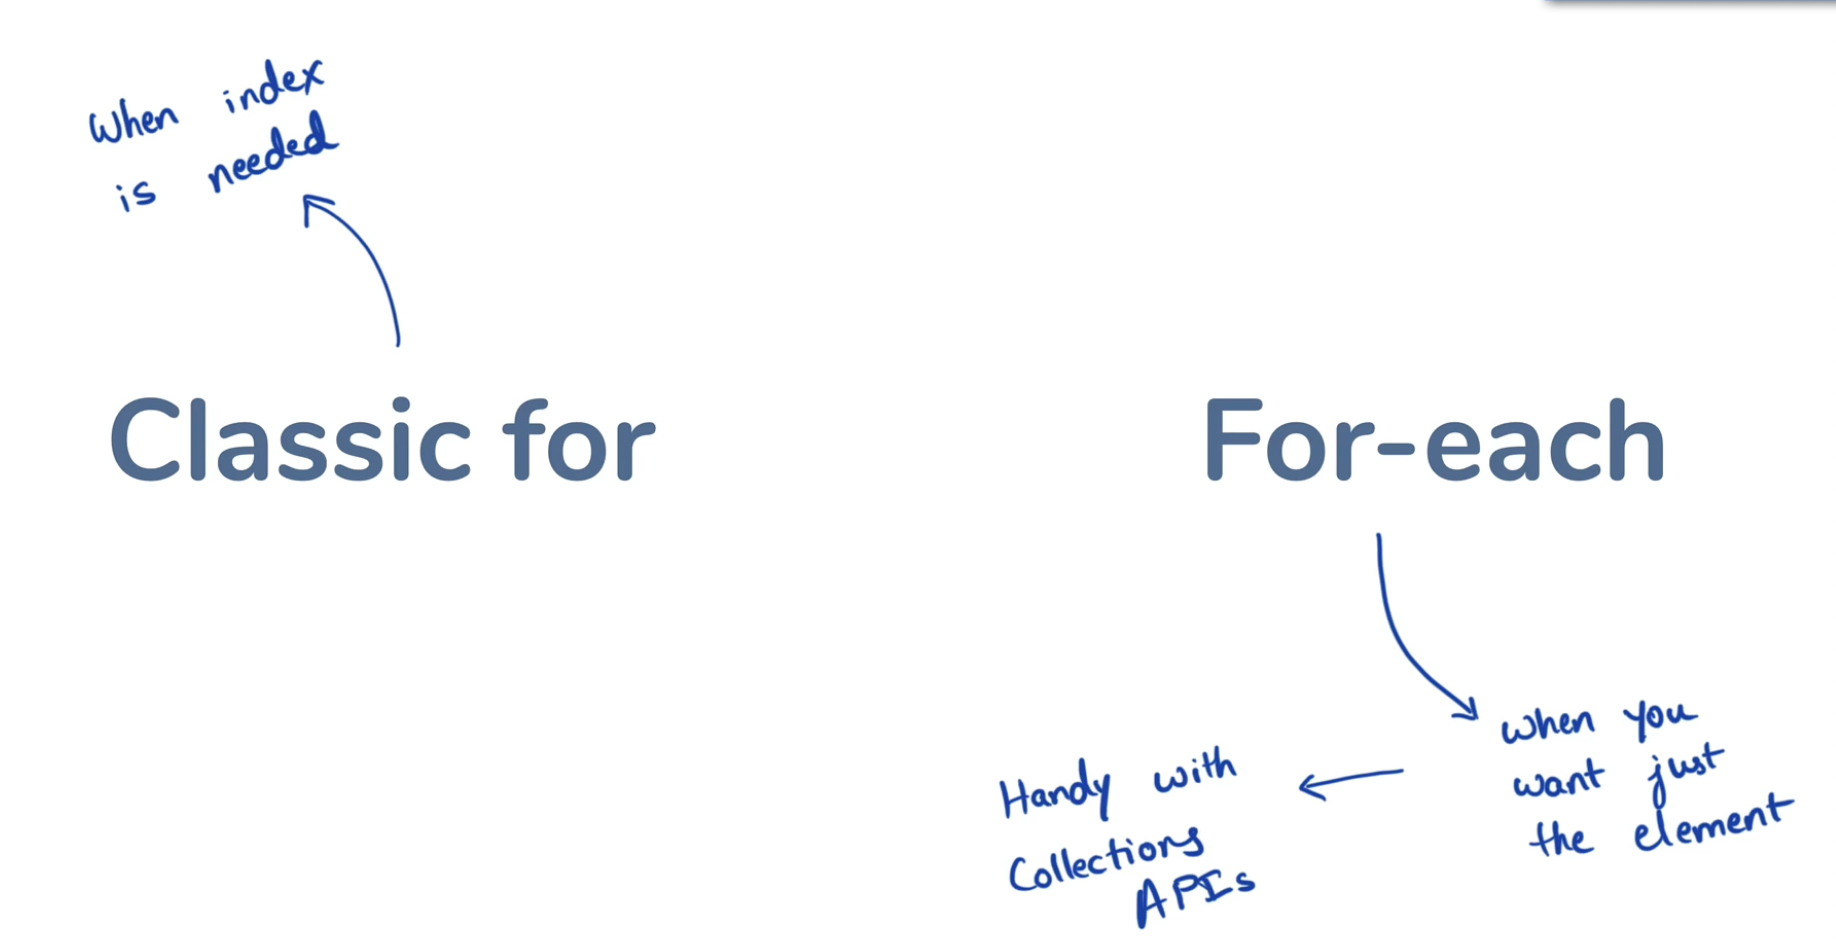 When index
is needed
Classic for
For-each
when you
want just
the element
Handy with
Collections
APIs